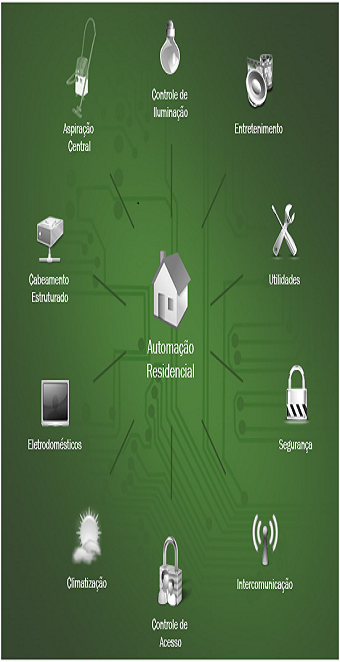 Controle de
Iluminação
Aspiração
Central
Entretenimento
Cabeamento
Estruturado
Utilidades
Automação
Residencial
Eletrodomésticos
Segurança
Climatização
Intercomunicação
Controle de
Acesso